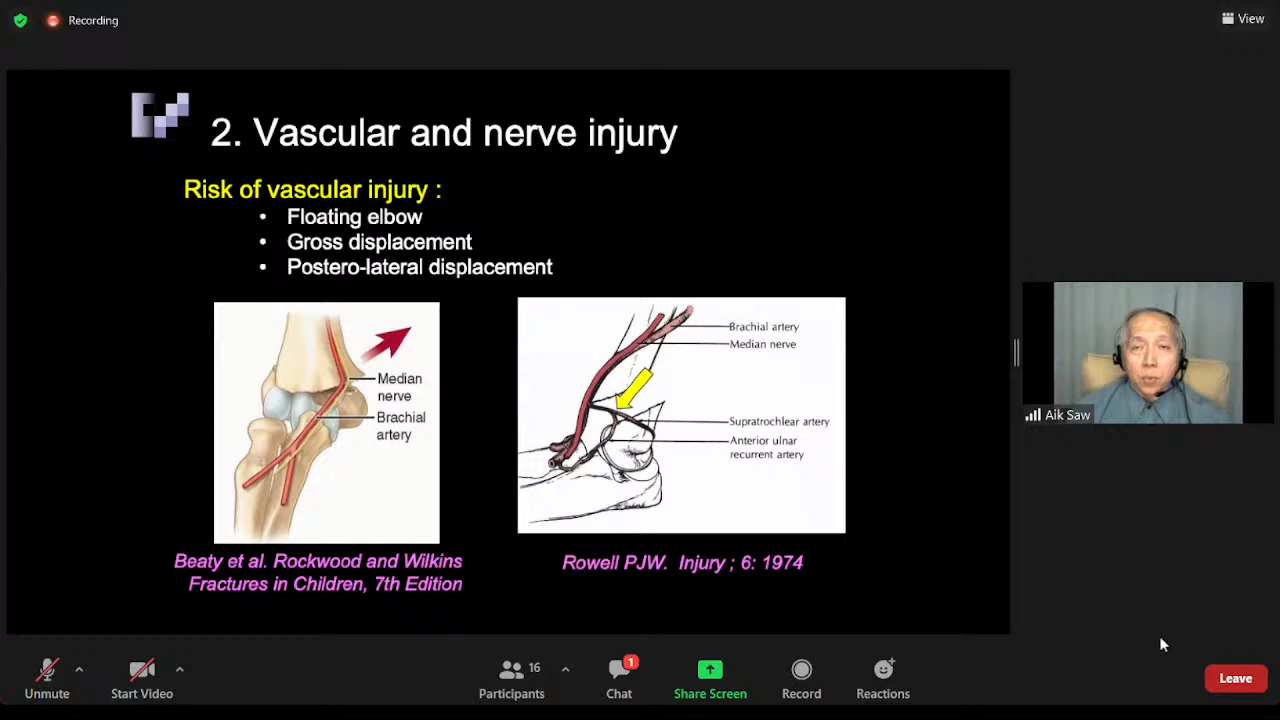 Recording
View
2. Vascular and nerve injury
Risk of vascular injury :
• Floating elbow
• Gross displacement
• Postero-lateral displacement
Median
nerve
Brachial
artery
Brachial artery
Median nerve
Supratrochlear artery
Anterior ulnar
recurrent artery
Beaty et al. Rockwood and Wilkins
Fractures in Children, 7th Edition
Rowell PJW. Injury ; 6: 1974
Aik Saw
Unmute
Start Video
16
Participants
1
Chat
Share Screen
Record
Reactions
Leave